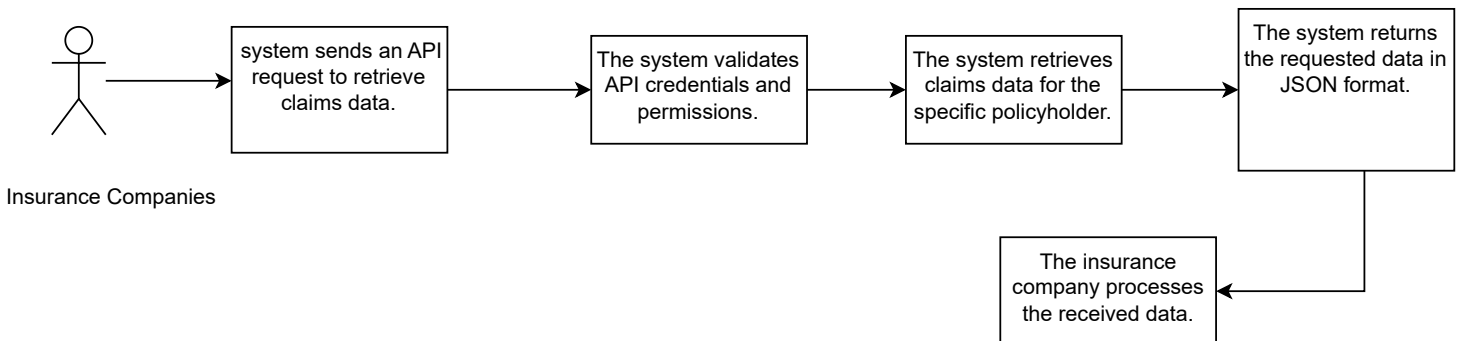 system sends an API
request to retrieve
claims data.
The system validates
API credentials and
permissions.
The system retrieves
claims data for the
specific policyholder.
The system returns
the requested data in
JSON format.
Insurance Companies
The insurance
company processes
the received data.